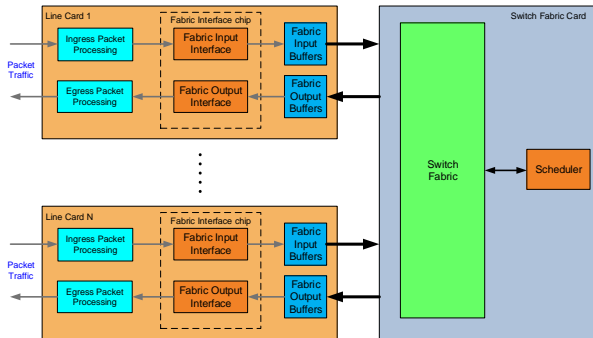 Line Card 1
Fabric Interface chip
Switch Fabric Card
Ingress Packet
Processing
Fabric Input
Interface
Fabric
Input
Buffers
Packet
Traffic
Egress Packet
Processing
Fabric Output
Interface
Fabric
Output
Buffers
Switch
Fabric
Scheduler
Line Card N
Fabric Interface chip
Ingress Packet
Processing
Fabric Input
Interface
Fabric
Input
Buffers
Packet
Traffic
Egress Packet
Processing
Fabric Output
Interface
Fabric
Output
Buffers